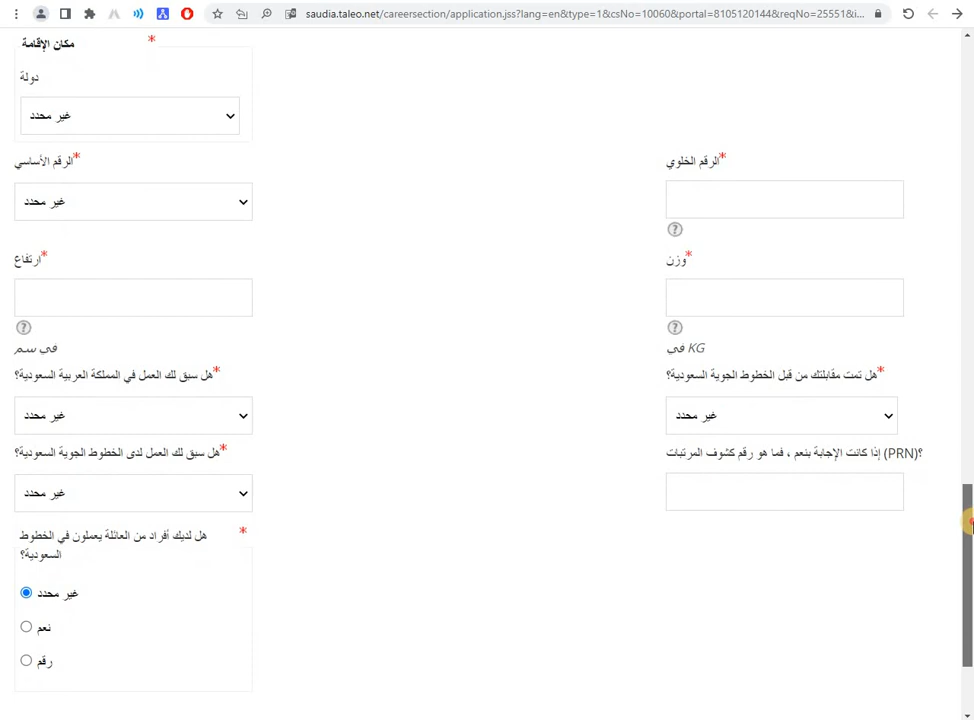 saudia.taleo.net/careersection/application.jss?lang=en&type=1&csNo=10060&portal=8105120144&reqNo=25551&i...
مكان الإقامة *
دولة
غير محدد
*الرقم الأساسي
*الرقم الخلوي
غير محدد
?
*ارتفاع
*وزن
?
?
في سم
في KG
*هل سبق لك العمل في المملكة العربية السعودية؟
*هل تمت مقابلتك من قبل الخطوط الجوية السعودية؟
غير محدد
غير محدد
*هل سبق لك العمل لدى الخطوط الجوية السعودية؟
إذا كانت الإجابة بنعم ، فما هو رقم كشوف المرتبات (PRN)؟
غير محدد
هل لديك أفراد من العائلة يعملون في الخطوط *
السعودية؟
غير محدد
نعم
رقم